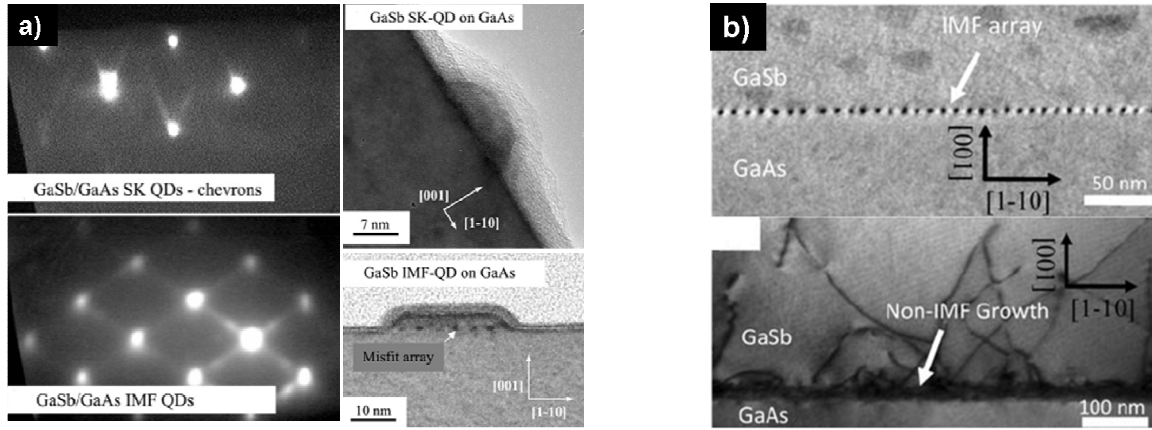 a)
GaSb/GaAs SK QDs - chevrons
GaSb SK-QD on GaAs
[001]
[1-10]
7 nm
GaSb/GaAs IMF QDs
GaSb IMF-QD on GaAs
Misfit array
[001]
[1-10]
10 nm
b)
IMF array
GaSb
GaAs
[001]
[1-10]
50 nm
[001]
[1-10]
Non-IMF Growth
GaSb
GaAs
100 nm